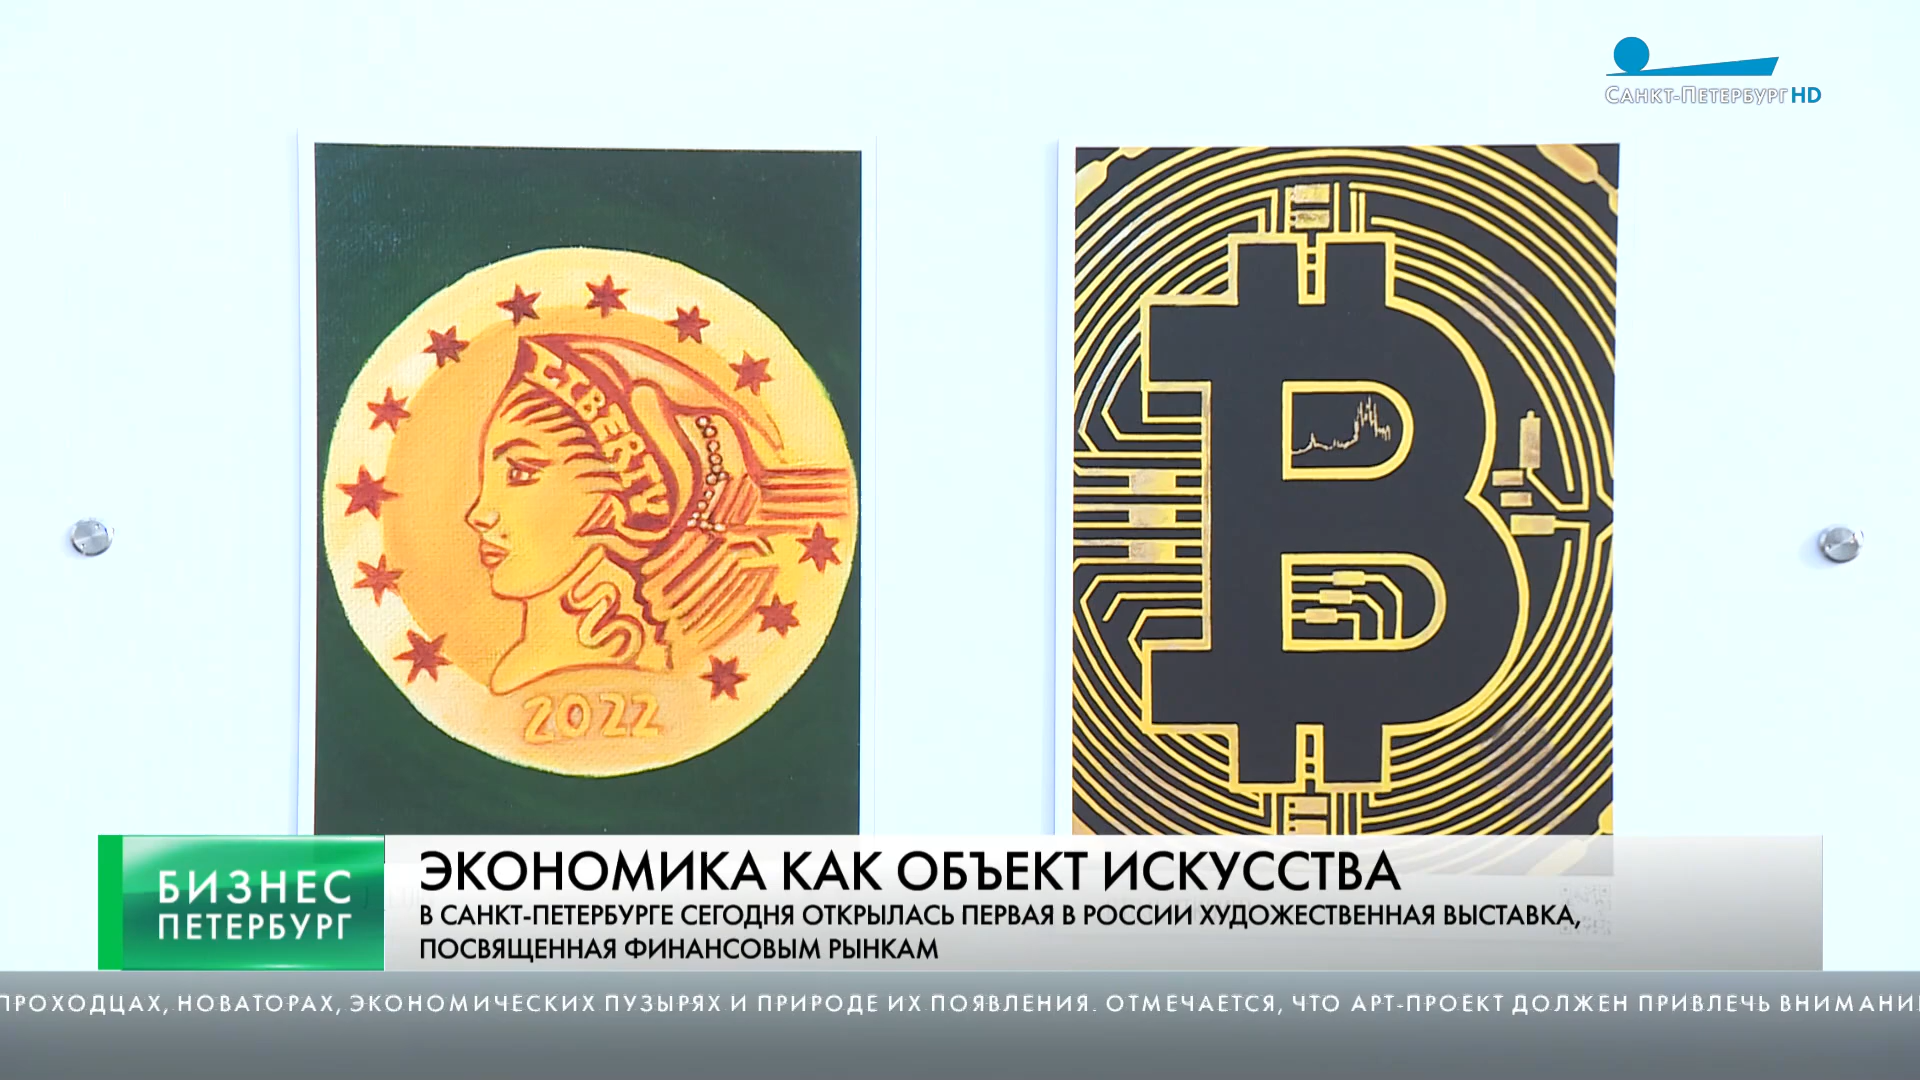 САНКТ-ПЕТЕРБУРГ HD
LIBERTY
2022
БИЗНЕС
ПЕТЕРБУРГ
ЭКОНОМИКА КАК ОБЪЕКТ ИСКУССТВА
В САНКТ-ПЕТЕРБУРГЕ СЕГОДНЯ ОТКРЫЛАСЬ ПЕРВАЯ В РОССИИ ХУДОЖЕСТВЕННАЯ ВЫСТАВКА,
ПОСВЯЩЕННАЯ ФИНАНСОВЫМ РЫНКАМ
ПРОХОДЦАХ, НОВАТОРАХ, ЭКОНОМИЧЕСКИХ ПУЗЫРЯХ И ПРИРОДЕ ИХ ПОЯВЛЕНИЯ. ОТМЕЧАЕТСЯ, ЧТО АРТ-ПРОЕКТ ДОЛЖЕН ПРИВЛЕЧЬ ВНИМАНИ